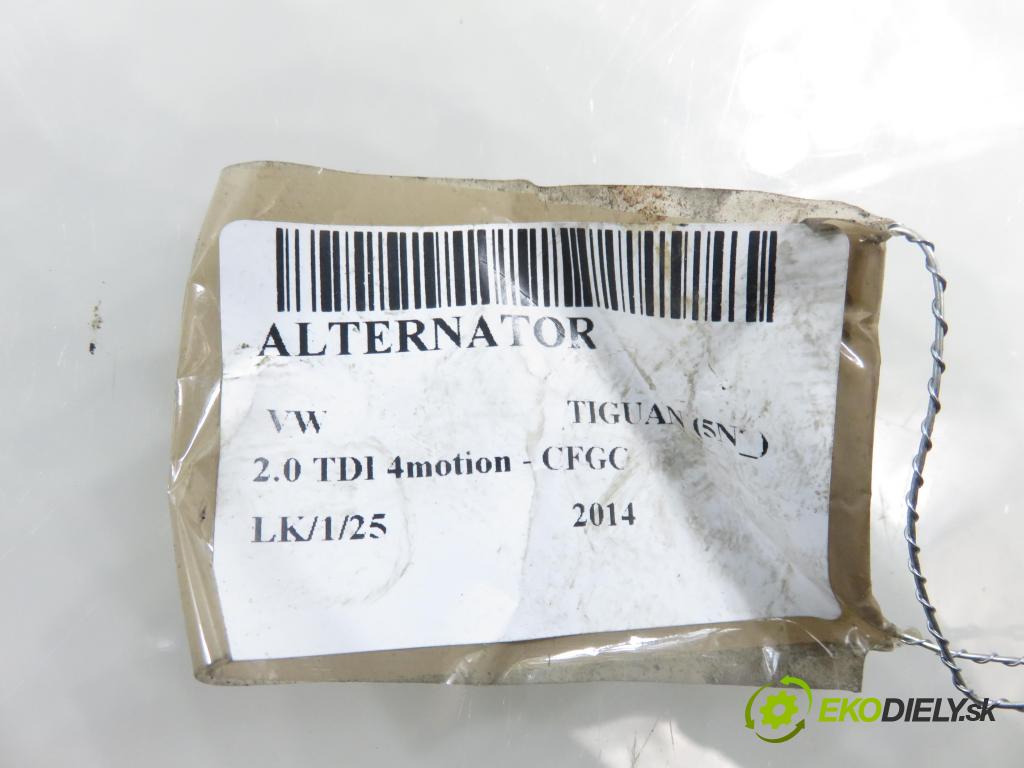 ALTERNATOR
VW TIGUAN (5N_)
2.0 TDI 4motion - CFGC
LK/1/25 2014
EKODIELY.sk